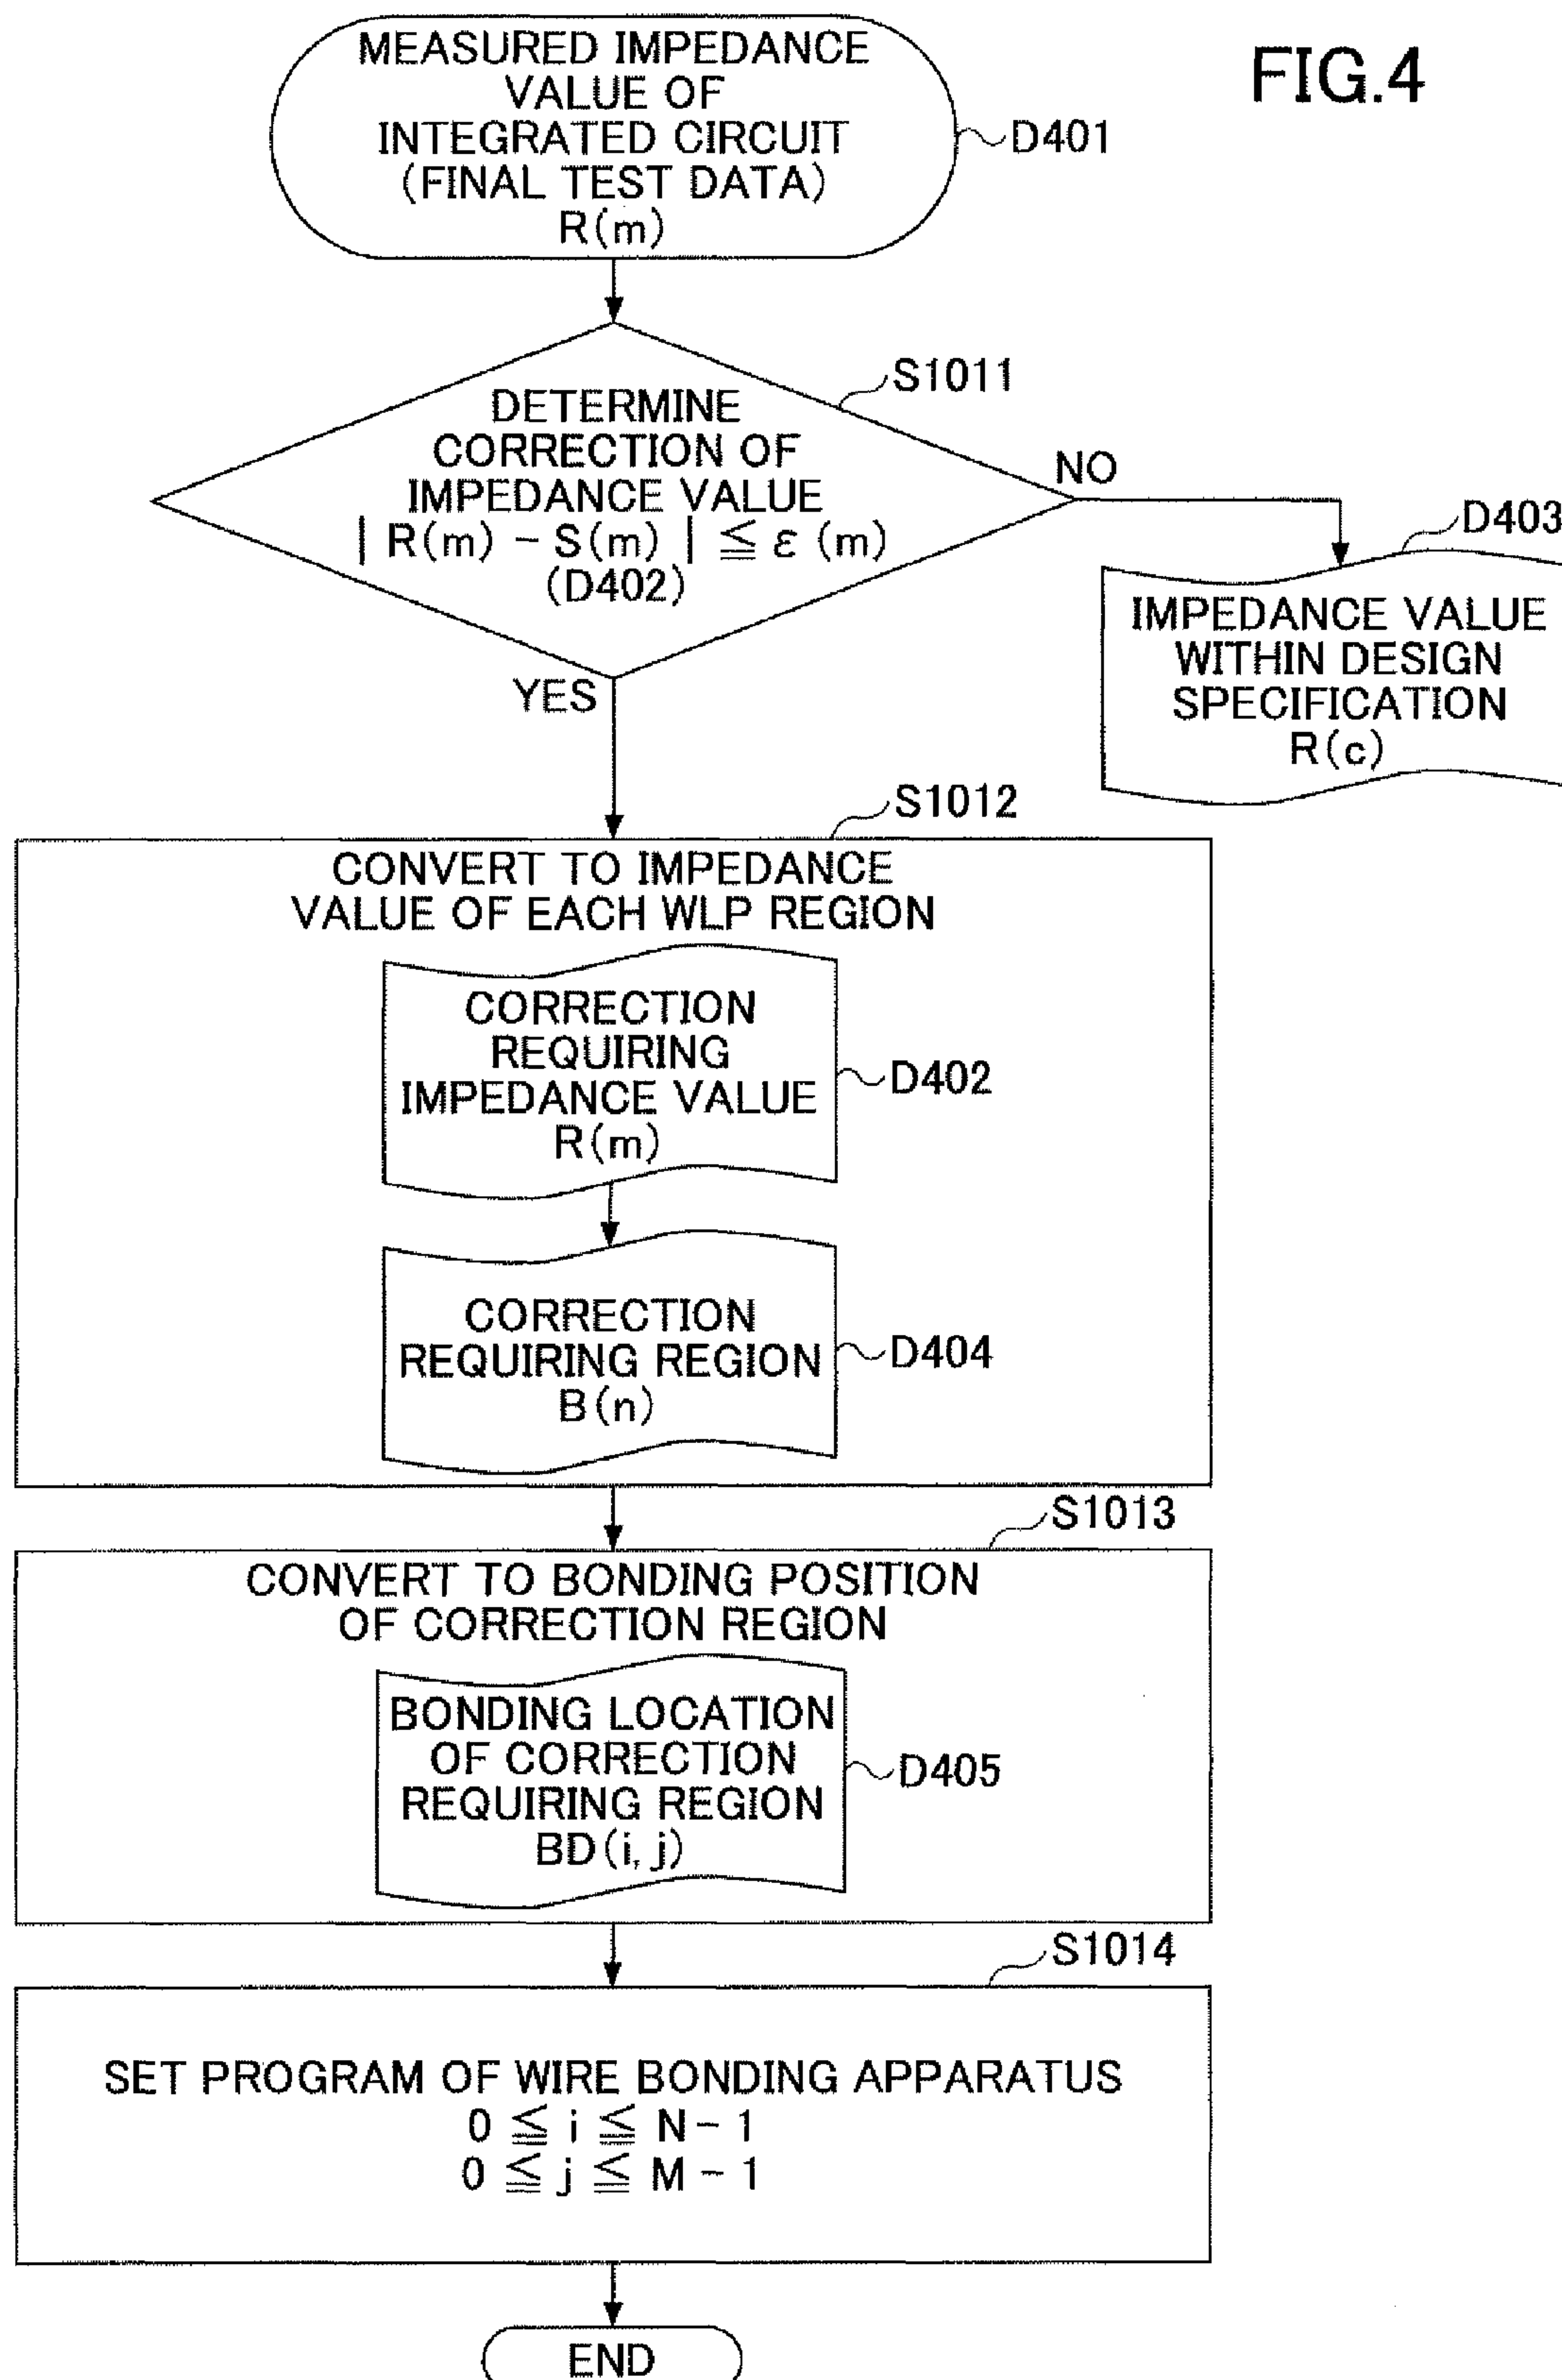 FIG.4
MEASURED IMPEDANCE
VALUE OF
INTEGRATED CIRCUIT
(FINAL TEST DATA)
R(m)
D401
S1011
DETERMINE
CORRECTION OF
IMPEDANCE VALUE
| R(m) - S(m) | ≦ ε (m)
(D402)
NO
YES
D403
IMPEDANCE VALUE
WITHIN DESIGN
SPECIFICATION
R(c)
S1012
CONVERT TO IMPEDANCE
VALUE OF EACH WLP REGION
CORRECTION
REQUIRING
IMPEDANCE VALUE
R(m)
D402
CORRECTION
REQUIRING REGION
B(n)
D404
S1013
CONVERT TO BONDING POSITION
OF CORRECTION REGION
BONDING LOCATION
OF CORRECTION
REQUIRING REGION
BD(i, j)
D405
S1014
SET PROGRAM OF WIRE BONDING APPARATUS
0 ≦ i ≦ N - 1
0 ≦ j ≦ M - 1
END